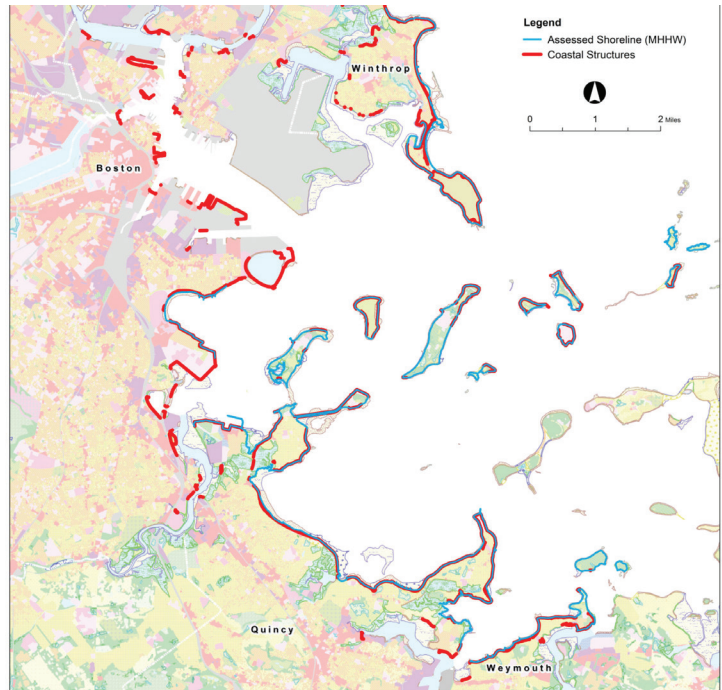 Legend
Assessed Shoreline (MHHW)
Coastal Structures
0 1 2 Miles
Winthrop
Boston
Quincy
Weymouth